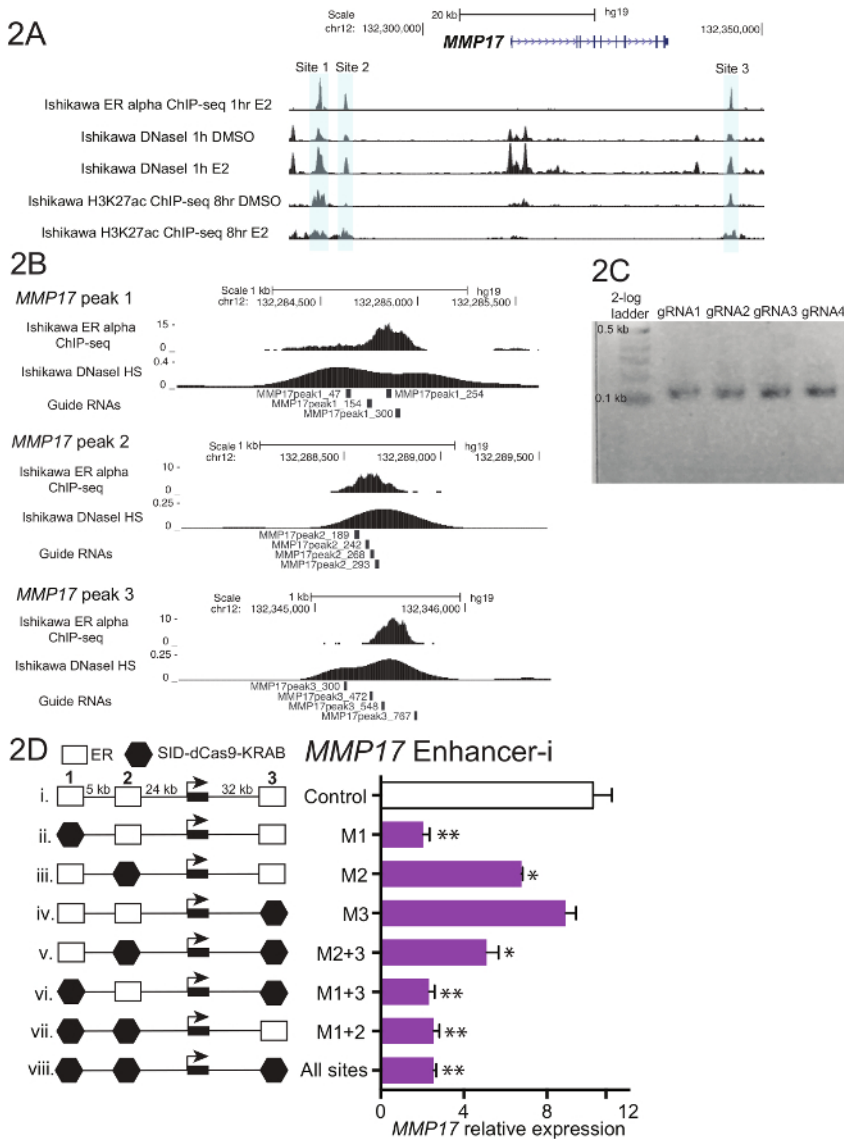 2A
Scale 20 kb hg19
chr12: 132,300,000 132,350,000
MMP17
Site 1 Site 2 Site 3
Ishikawa ER alpha ChIP-seq 1hr E2
Ishikawa DNaseI 1h DMSO
Ishikawa DNaseI 1h E2
Ishikawa H3K27ac ChIP-seq 8hr DMSO
Ishikawa H3K27ac ChIP-seq 8hr E2
2B
MMP17 peak 1
Scale 1 kb hg19
chr12: 132,284,500 132,285,000 132,285,500
Ishikawa ER alpha
ChIP-seq
15 -
0 _
Ishikawa DNaseI HS
0.4
0 _
Guide RNAs
MMP17peak1_47 MMP17peak1_254
MMP17peak1_154
MMP17peak1_300
MMP17 peak 2
Scale 1 kb hg19
chr12: 132,288,500 132,289,000 132,289,500
Ishikawa ER alpha
ChIP-seq
10 -
0 _
Ishikawa DNaseI HS
0.25
0 _
Guide RNAs
MMP17peak2_189
MMP17peak2_242
MMP17peak2_268
MMP17peak2_293
MMP17 peak 3
Scale 1 kb hg19
chr12: 132,345,000 132,346,000
Ishikawa ER alpha
ChIP-seq
10 -
0 _
Ishikawa DNaseI HS
0.25
0 _
Guide RNAs
MMP17peak3_300
MMP17peak3_472
MMP17peak3_548
MMP17peak3_767
2C
2-log
ladder
gRNA1 gRNA2 gRNA3 gRNA4
0.5 kb
0.1 kb
2D
ER SID-dCas9-KRAB
MMP17 Enhancer-i
1 2 3
5 kb 24 kb 32 kb
i. Control
ii. M1 **
iii. M2 *
iv. M3
v. M2+3 *
vi. M1+3 **
vii. M1+2 **
viii. All sites **
0 4 8 12
MMP17 relative expression